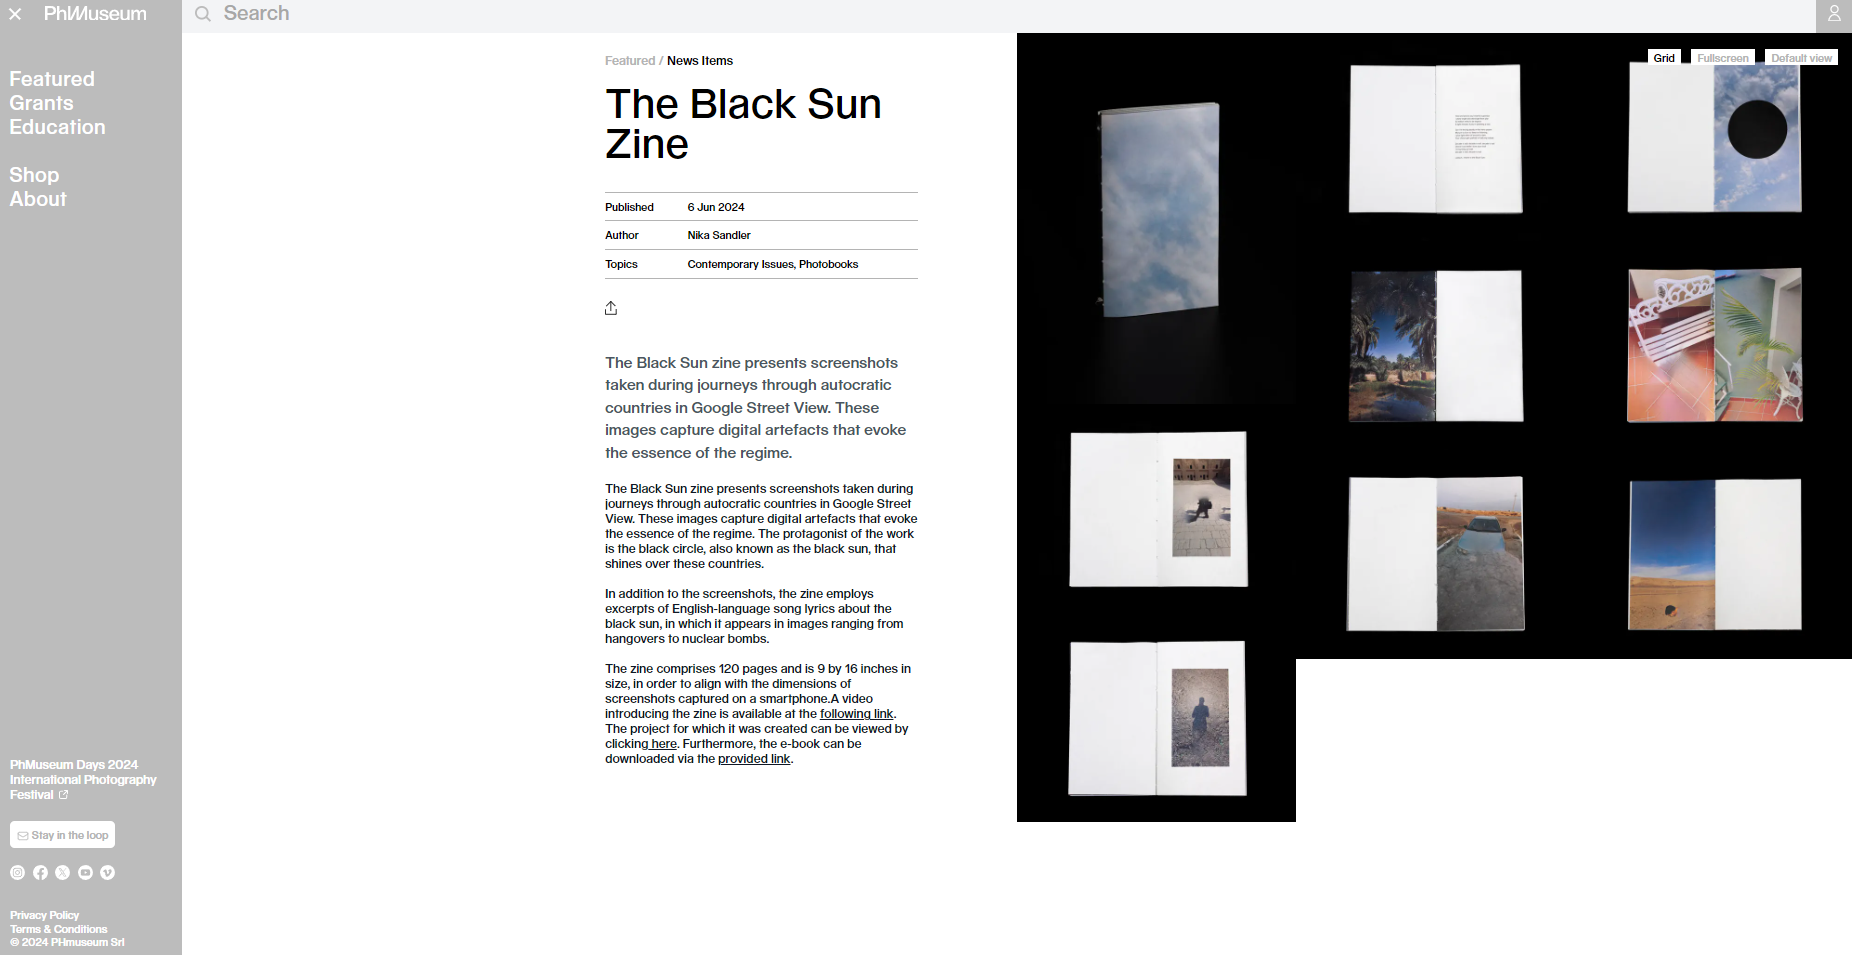 PhMuseum
Search
Featured
Grants
Education
Shop
About
PhMuseum Days 2024
International Photography
Festival
Stay in the loop
Privacy Policy
Terms & Conditions
© 2024 PHmuseum Srl
Featured / News Items
The Black Sun
Zine
Published 6 Jun 2024
Author Nika Sandler
Topics Contemporary Issues, Photobooks
The Black Sun zine presents screenshots
taken during journeys through autocratic
countries in Google Street View. These
images capture digital artefacts that evoke
the essence of the regime.
The Black Sun zine presents screenshots taken during
journeys through autocratic countries in Google Street
View. These images capture digital artefacts that evoke
the essence of the regime. The protagonist of the work
is the black circle, also known as the black sun, that
shines over these countries.
In addition to the screenshots, the zine employs
excerpts of English-language song lyrics about the
black sun, in which it appears in images ranging from
hangovers to nuclear bombs.
The zine comprises 120 pages and is 9 by 16 inches in
size, in order to align with the dimensions of
screenshots captured on a smartphone.A video
introducing the zine is available at the following link.
The project for which it was created can be viewed by
clicking here. Furthermore, the e-book can be
downloaded via the provided link.
Grid Fullscreen Default view